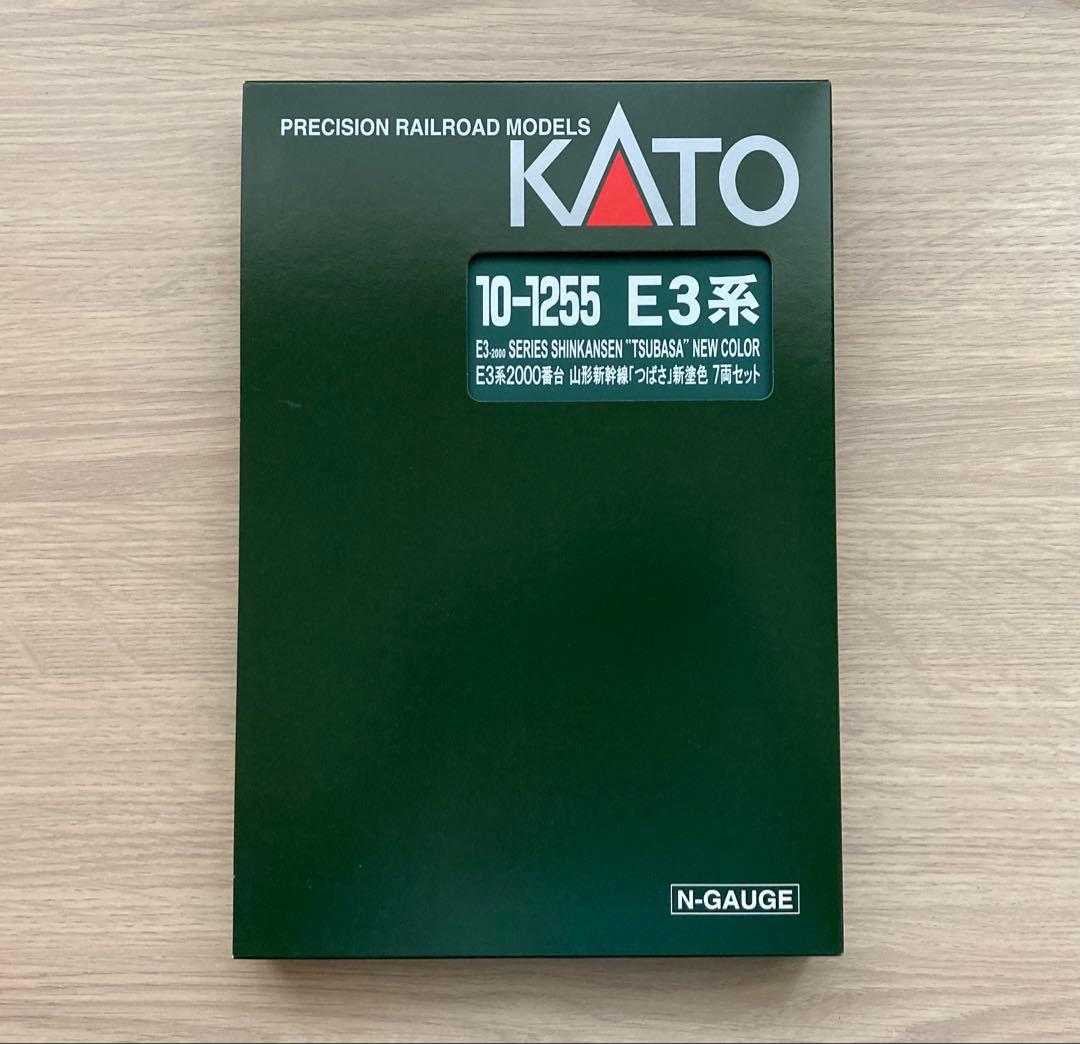 PRECISION RAILROAD MODELS
KATO
10-1255 E3系
E3-2000 SERIES SHINKANSEN "TSUBASA" NEW COLOR
E3系2000番台 山形新幹線「つばさ」新塗色 7両セット
N-GAUGE